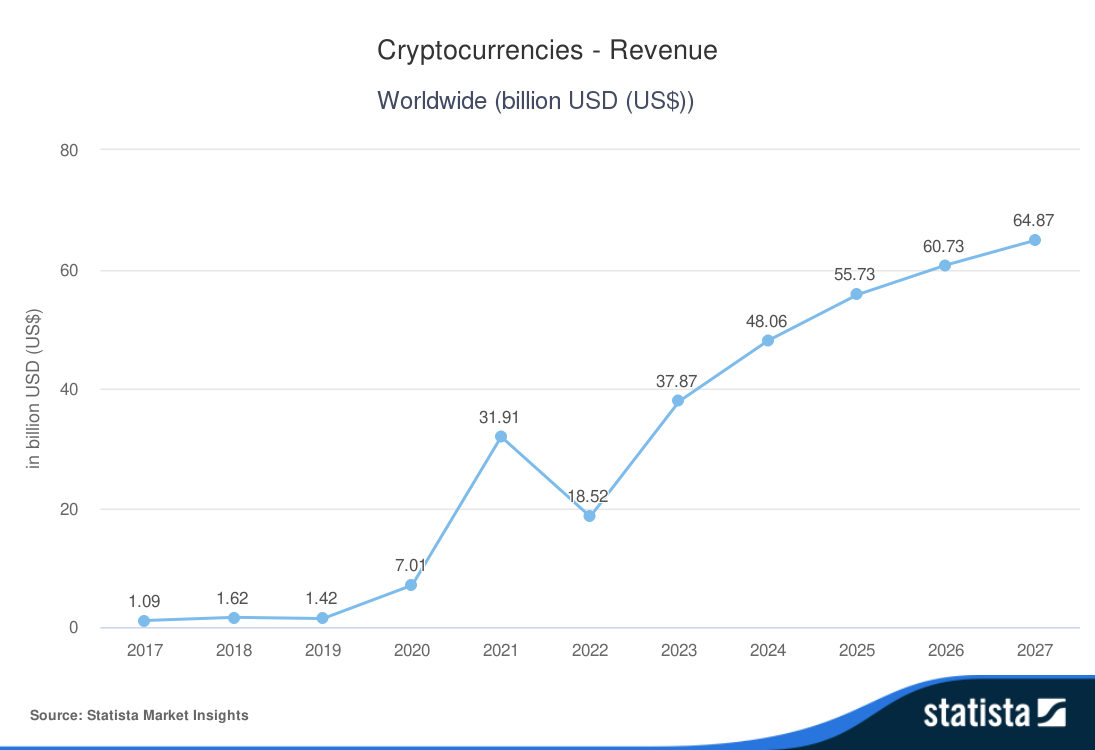 Cryptocurrencies - Revenue
Worldwide (billion USD (US$))
in billion USD (US$)
80
60
40
20
0
1.09
1.62
1.42
7.01
31.91
18.52
37.87
48.06
55.73
60.73
64.87
2017 2018 2019 2020 2021 2022 2023 2024 2025 2026 2027
Source: Statista Market Insights
statista